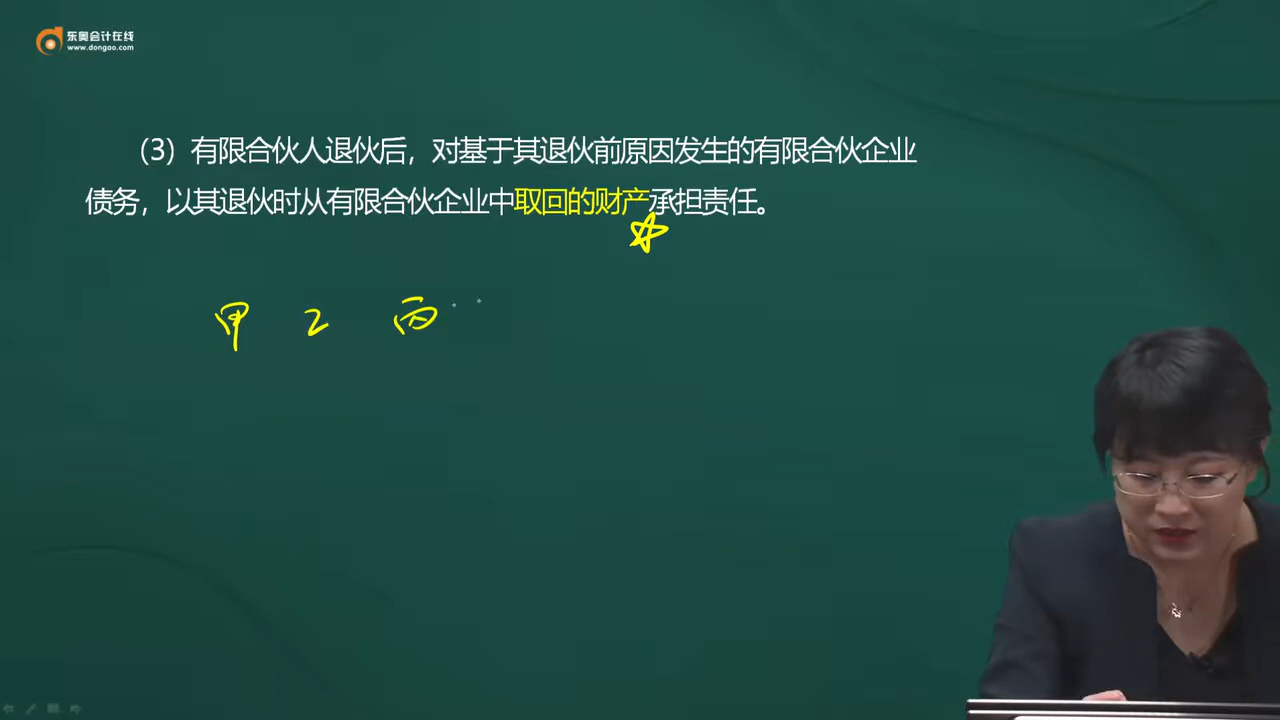 东奥会计在线
www.dongao.com
（3）有限合伙人退伙后，对基于其退伙前原因发生的有限合伙企业
债务，以其退伙时从有限合伙企业中取回的财产承担责任。
甲 乙 丙